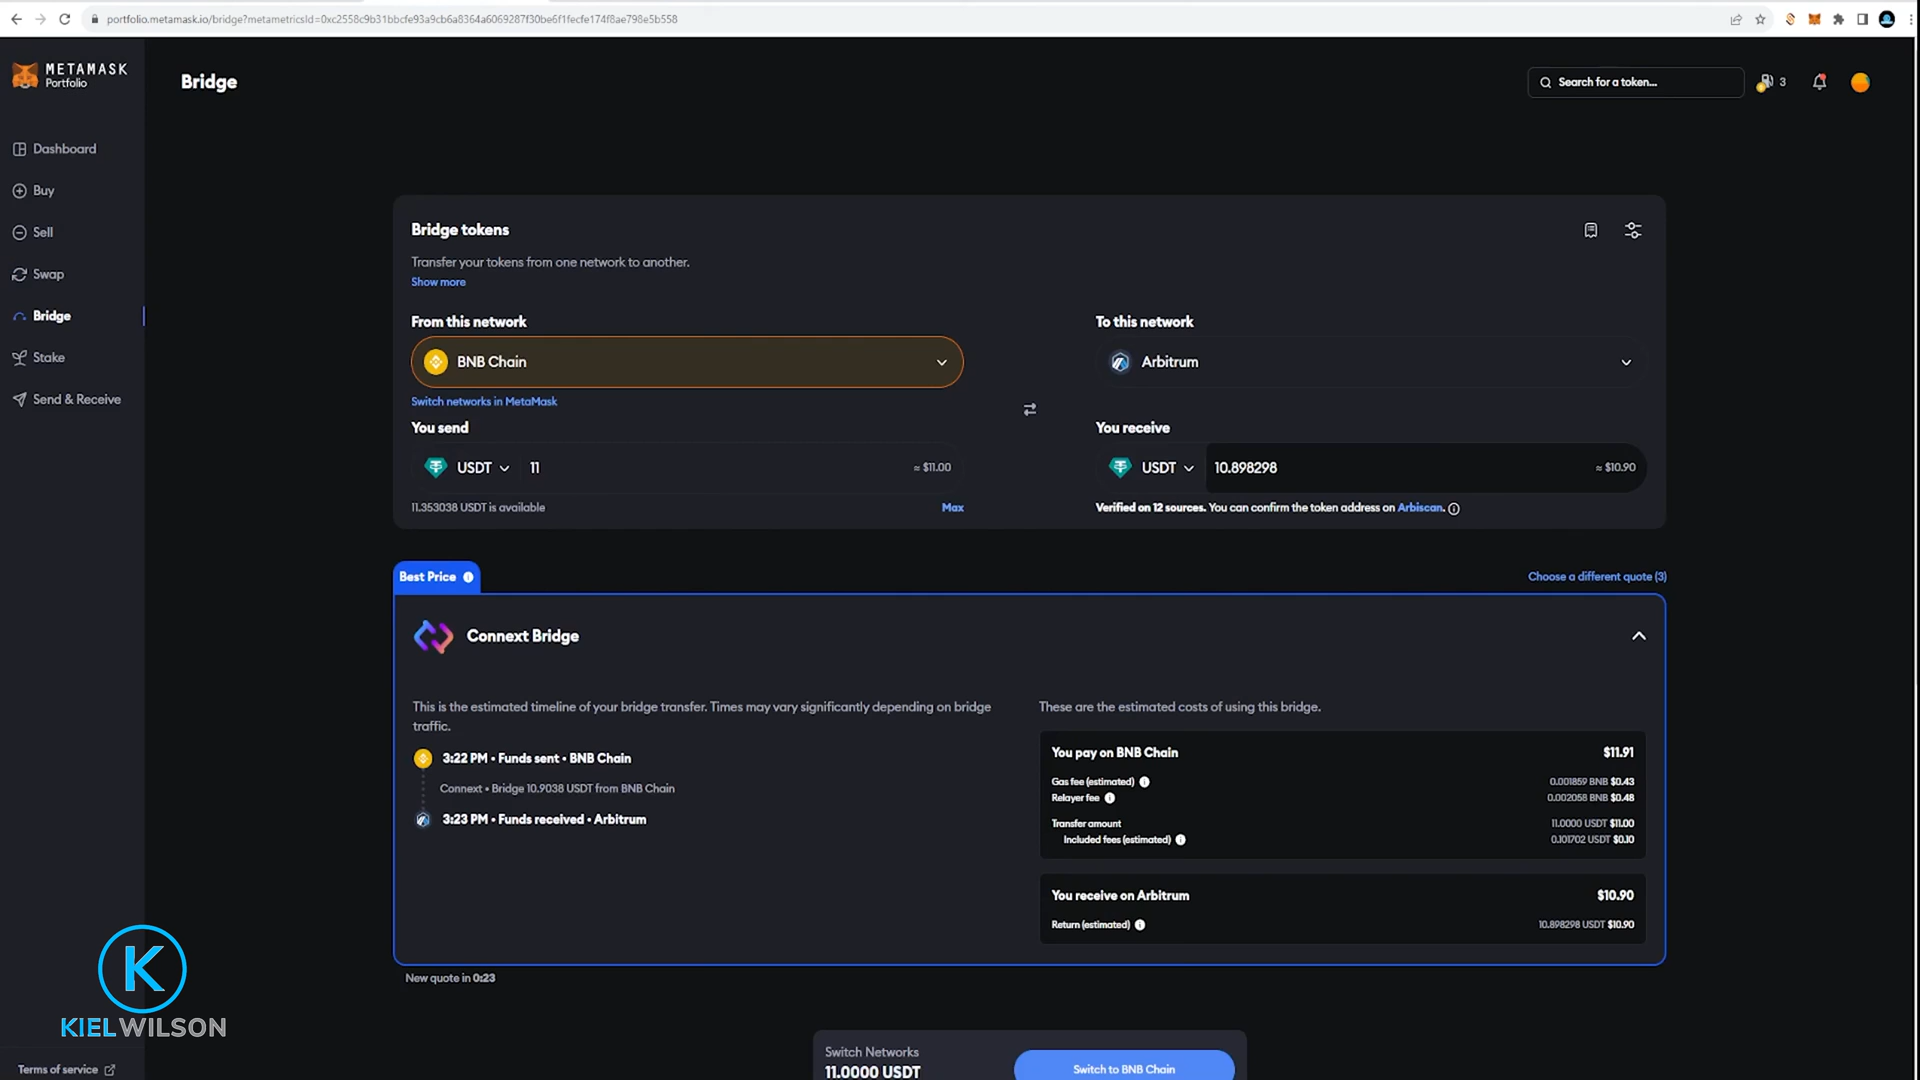 portfolio.metamask.io/bridge?metametricsId=0xc2558c9b31bbcfe93a9cb6a8364a6069287f30be6f1fecfe174f8ae798e5b558
METAMASK
Portfolio
Bridge
Search for a token...
3
Dashboard
Buy
Sell
Swap
Bridge
Stake
Send & Receive
Bridge tokens
Transfer your tokens from one network to another.
Show more
From this network
To this network
BNB Chain
Arbitrum
Switch networks in MetaMask
You send
You receive
USDT 11 ≈ $11.00
USDT 10.898298 ≈ $10.90
11.353038 USDT is available Max
Verified on 12 sources. You can confirm the token address on Arbiscan.
Best Price
Choose a different quote (3)
Connext Bridge
This is the estimated timeline of your bridge transfer. Times may vary significantly depending on bridge
traffic.
3:22 PM • Funds sent • BNB Chain
Connext • Bridge 10.9038 USDT from BNB Chain
3:23 PM • Funds received • Arbitrum
These are the estimated costs of using this bridge.
You pay on BNB Chain $11.91
Gas fee (estimated) 0.001859 BNB $0.43
Relayer fee 0.002058 BNB $0.48
Transfer amount 11.0000 USDT $11.00
Included fees (estimated) 0.101702 USDT $0.10
You receive on Arbitrum $10.90
Return (estimated) 10.898298 USDT $10.90
New quote in 0:23
K
KIELWILSON
Switch Networks
11.0000 USDT
Switch to BNB Chain
Terms of service